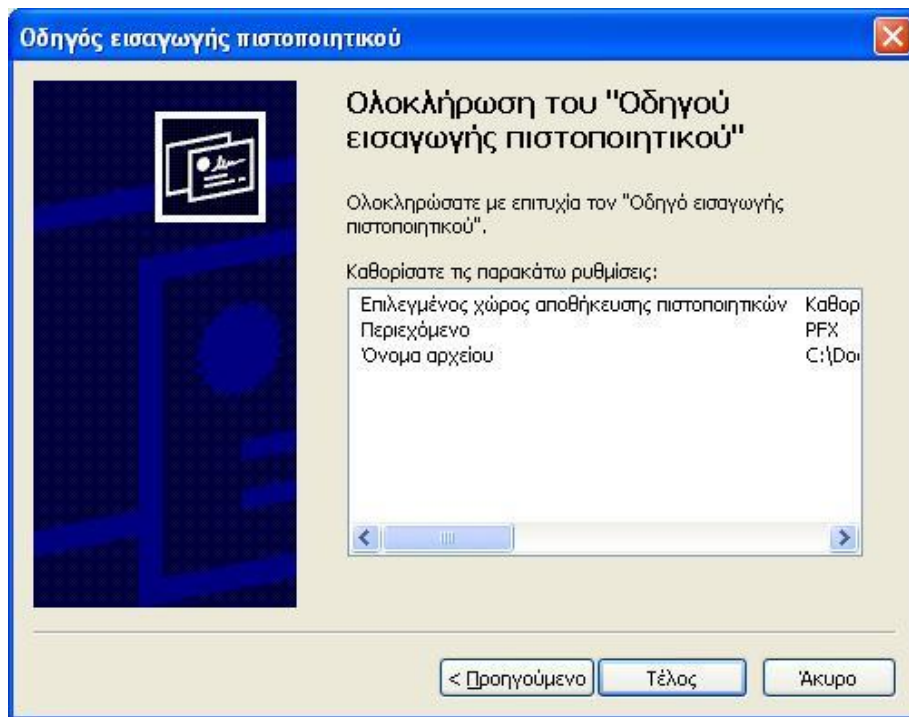 Οδηγός εισαγωγής πιστοποιητικού
Ολοκλήρωση του "Οδηγού
εισαγωγής πιστοποιητικού"
Ολοκληρώσατε με επιτυχία τον "Οδηγό εισαγωγής
πιστοποιητικού".
Καθορίσατε τις παρακάτω ρυθμίσεις:
Επιλεγμένος χώρος αποθήκευσης πιστοποιητικών Καθορ
Περιεχόμενο PFX
Όνομα αρχείου C:\Do
< Προηγούμενο Τέλος Άκυρο